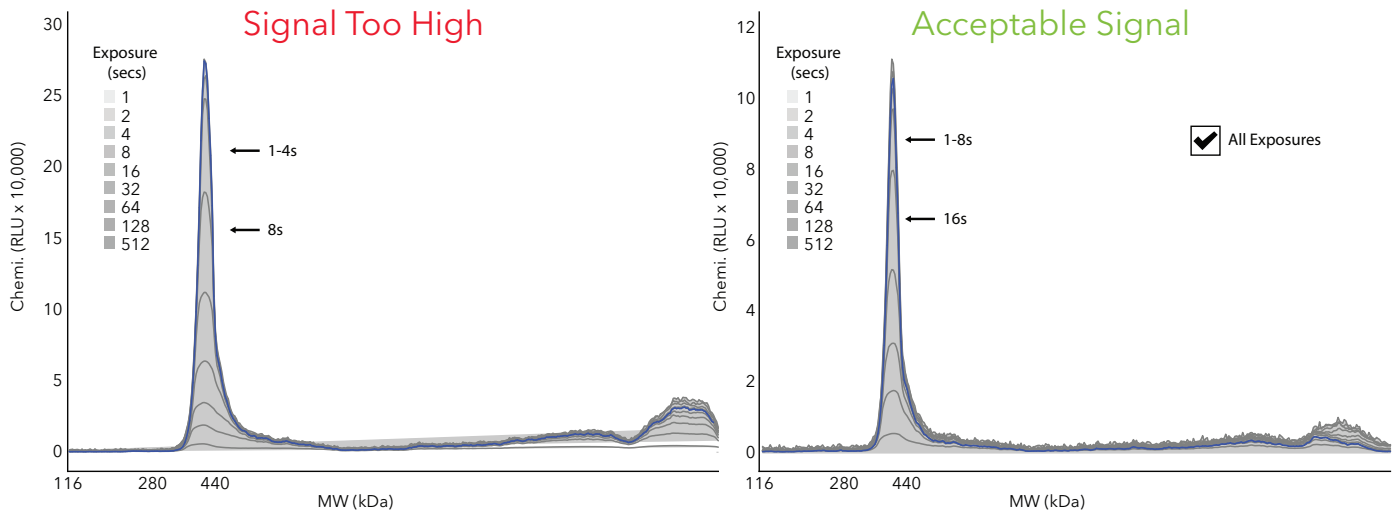 Signal Too High
Exposure
(secs)
1
2
4
8
16
32
64
128
512
1-4s
8s
30
25
20
15
10
5
0
Chemi. (RLU x 10,000)
116
280
440
MW (kDa)
Acceptable Signal
Exposure
(secs)
1
2
4
8
16
32
64
128
512
1-8s
16s
All Exposures
12
10
8
6
4
2
0
Chemi. (RLU x 10,000)
116
280
440
MW (kDa)